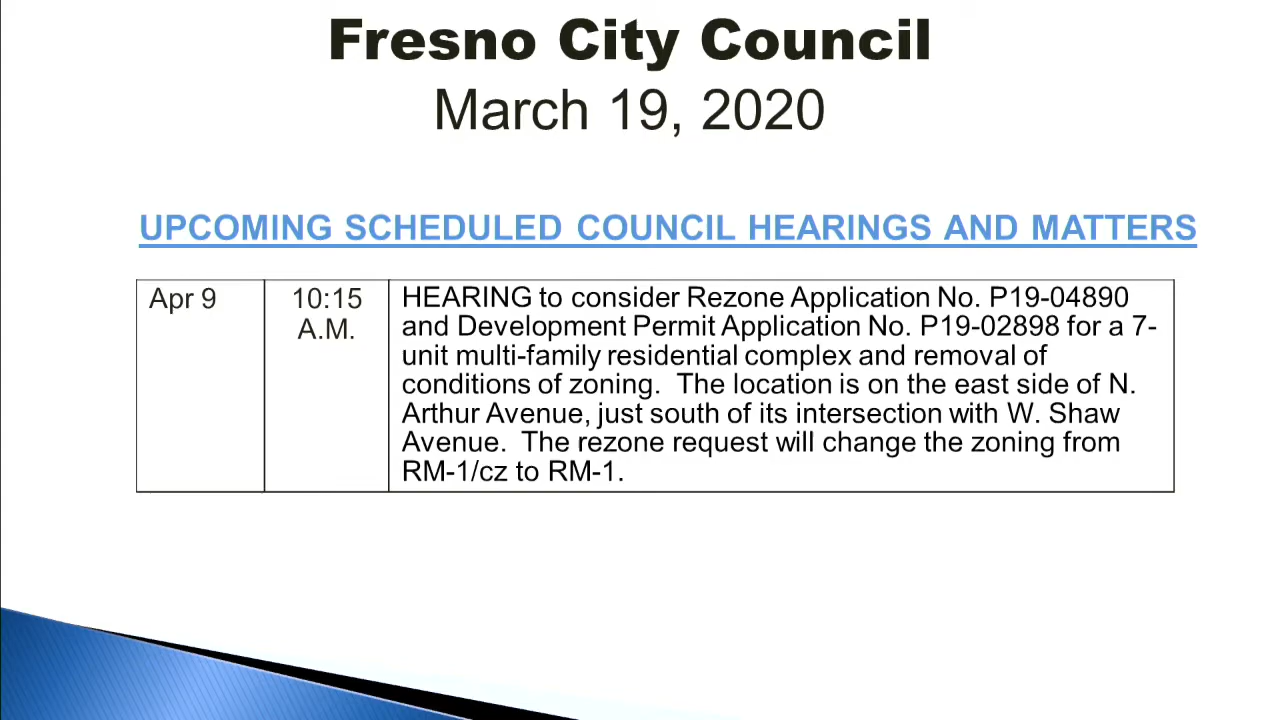 Fresno City Council
March 19, 2020
UPCOMING SCHEDULED COUNCIL HEARINGS AND MATTERS
Apr 9
10:15
A.M.
HEARING to consider Rezone Application No. P19-04890
and Development Permit Application No. P19-02898 for a 7-
unit multi-family residential complex and removal of
conditions of zoning.  The location is on the east side of N.
Arthur Avenue, just south of its intersection with W. Shaw
Avenue.  The rezone request will change the zoning from
RM-1/cz to RM-1.